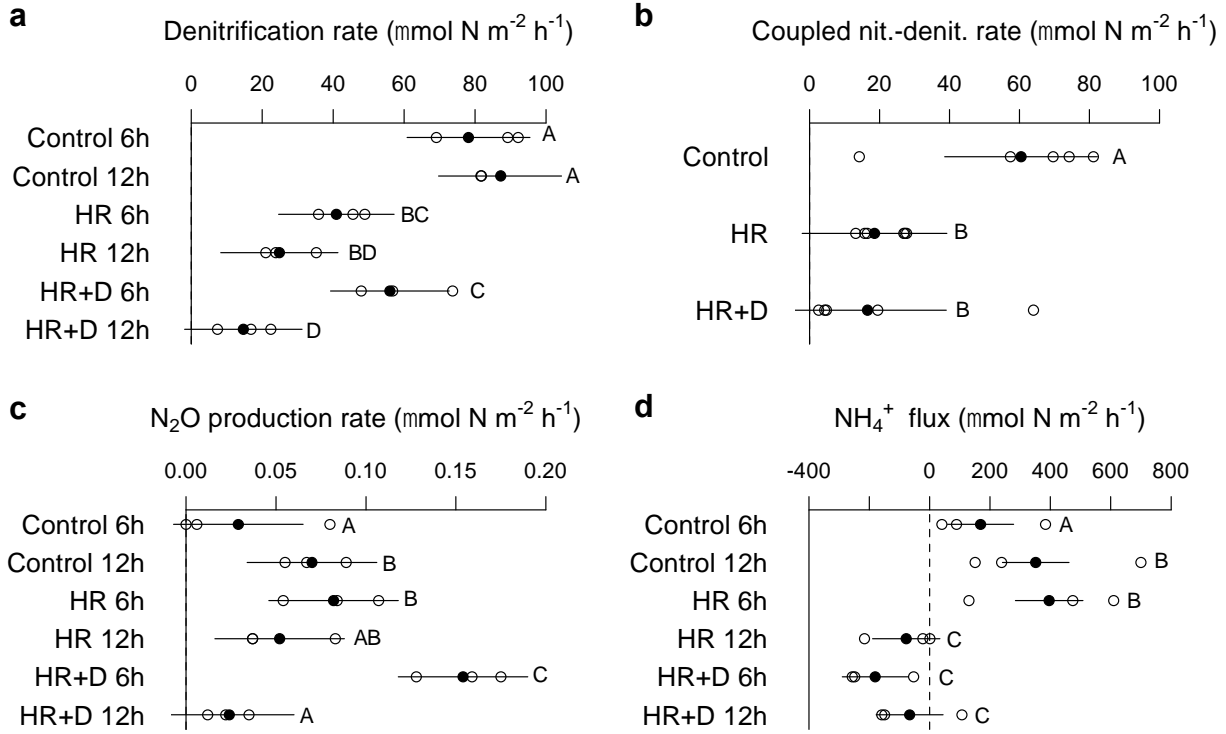 a
Denitrification rate (mmol N m⁻² h⁻¹)
0 20 40 60 80 100
Control 6h A
Control 12h A
HR 6h BC
HR 12h BD
HR+D 6h C
HR+D 12h D
b
Coupled nit.-denit. rate (mmol N m⁻² h⁻¹)
0 20 40 60 80 100
Control A
HR B
HR+D B
c
N₂O production rate (mmol N m⁻² h⁻¹)
0.00 0.05 0.10 0.15 0.20
Control 6h A
Control 12h B
HR 6h B
HR 12h AB
HR+D 6h C
HR+D 12h A
d
NH₄⁺ flux (mmol N m⁻² h⁻¹)
-400 0 200 400 600 800
Control 6h A
Control 12h B
HR 6h B
HR 12h C
HR+D 6h C
HR+D 12h C